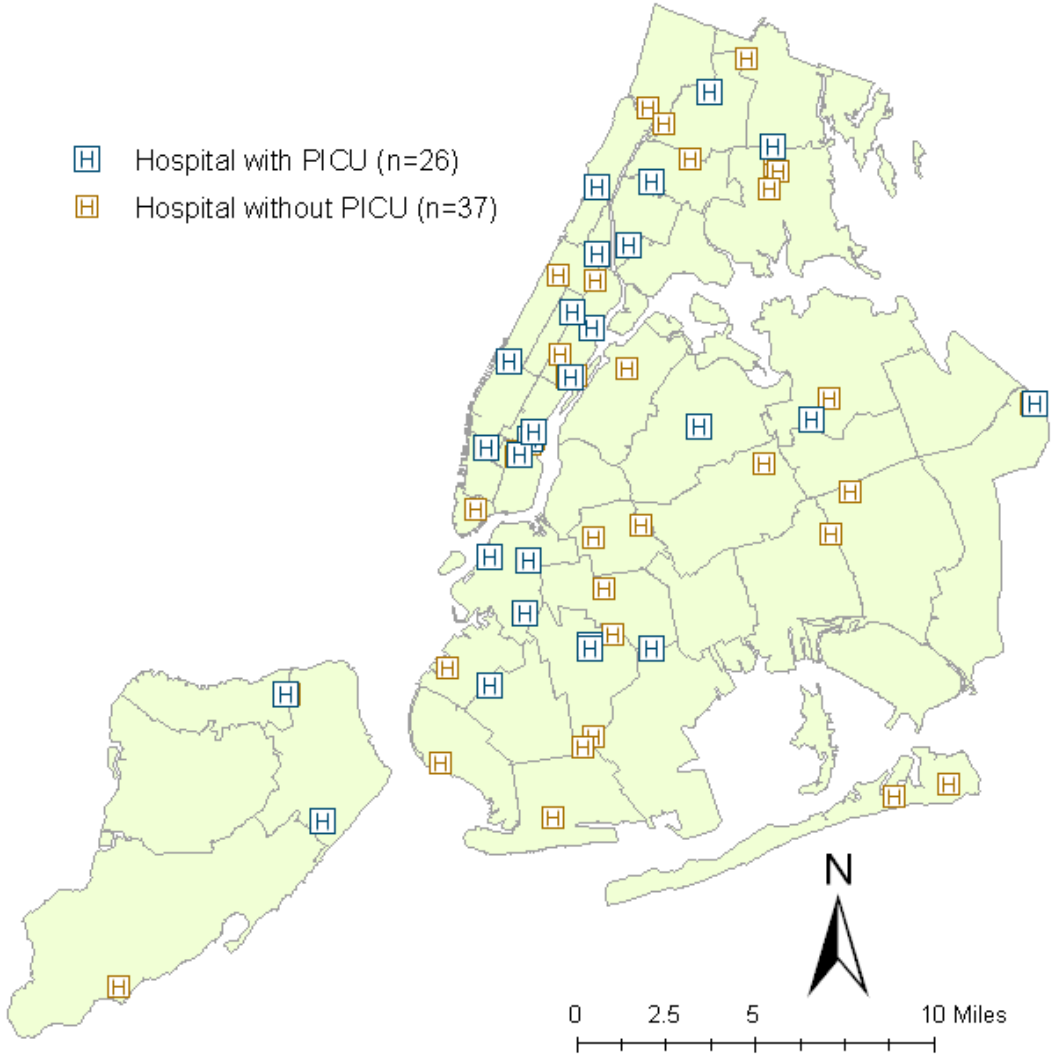 H Hospital with PICU (n=26)
H Hospital without PICU (n=37)
N
0 2.5 5 10 Miles